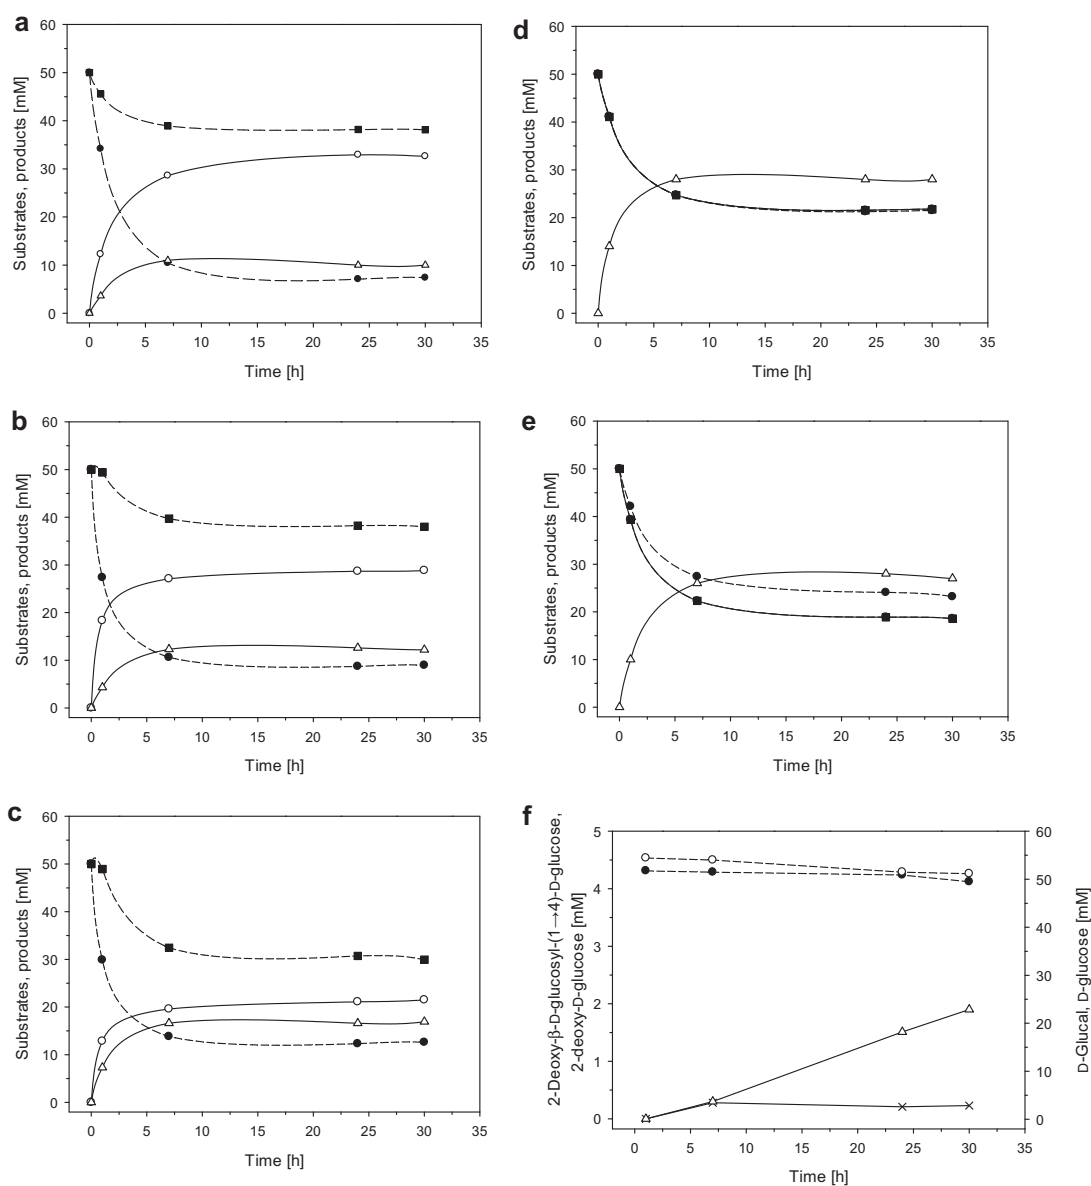 a
60
50
40
30
20
10
0
Substrates, products [mM]
0 5 10 15 20 25 30 35
Time [h]
d
60
50
40
30
20
10
0
Substrates, products [mM]
0 5 10 15 20 25 30 35
Time [h]
b
60
50
40
30
20
10
0
Substrates, products [mM]
0 5 10 15 20 25 30 35
Time [h]
e
60
50
40
30
20
10
0
Substrates, products [mM]
0 5 10 15 20 25 30 35
Time [h]
c
60
50
40
30
20
10
0
Substrates, products [mM]
0 5 10 15 20 25 30 35
Time [h]
f
2-Deoxy-β-D-glucosyl-(1→4)-D-glucose,
2-deoxy-D-glucose [mM]
5
4
3
2
1
0
60
50
40
30
20
10
0
D-Glucal, D-glucose [mM]
0 5 10 15 20 25 30 35
Time [h]